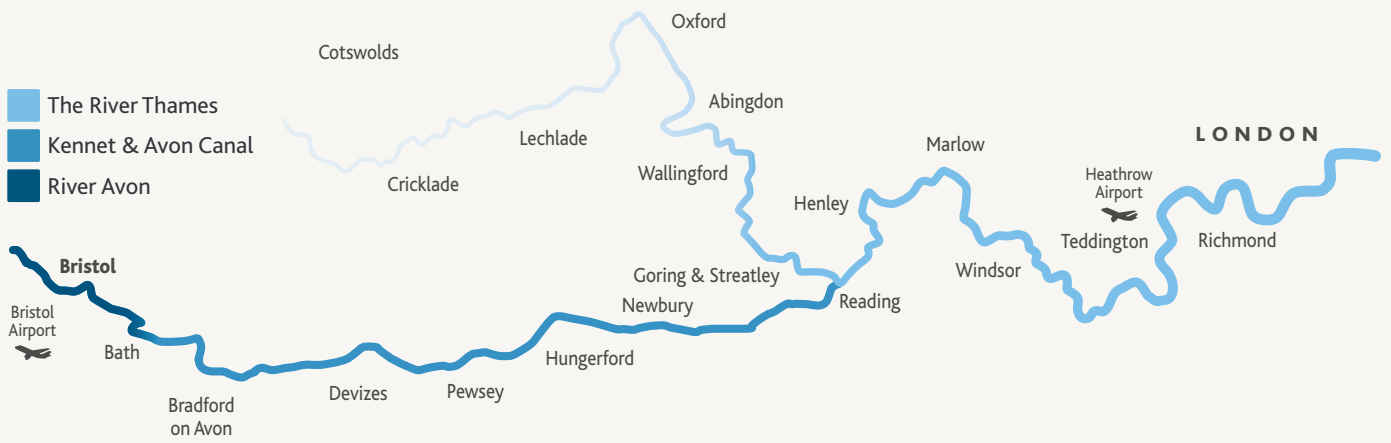 Oxford
Cotswolds
The River Thames
Kennet & Avon Canal
River Avon
Abingdon
Lechlade
LONDON
Marlow
Wallingford
Cricklade
Heathrow
Airport
Henley
Teddington
Richmond
Bristol
Windsor
Goring & Streatley
Newbury
Reading
Bristol
Airport
Bath
Hungerford
Devizes
Pewsey
Bradford
on Avon